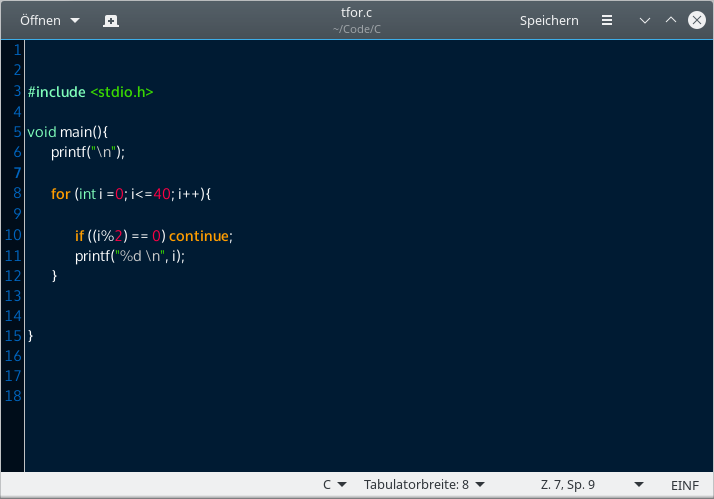 Öffnen tfor.c Speichern
~/Code/C
1
2
3 #include <stdio.h>
4
5 void main(){
6 printf("\n");
7
8 for (int i =0; i<=40; i++){
9
10 if ((i%2) == 0) continue;
11 printf("%d \n", i);
12 }
13
14
15 }
16
17
18
C Tabulatorbreite: 8 Z. 7, Sp. 9 EINF